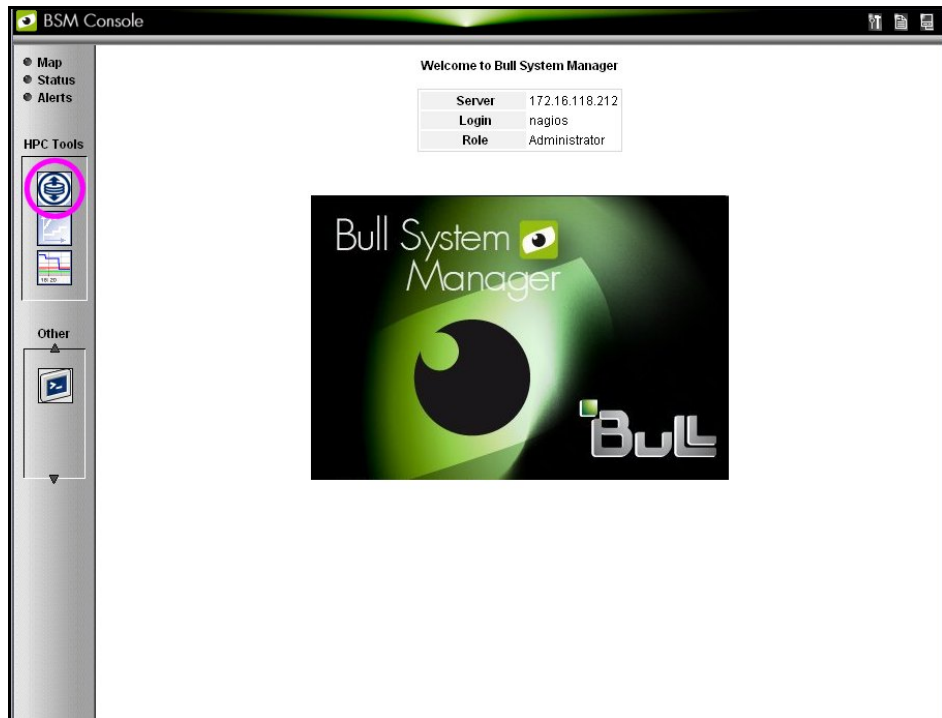 BSM Console
Map
Status
Alerts
HPC Tools
Other
Welcome to Bull System Manager
Server 172.16.118.212
Login nagios
Role Administrator
Bull System
Manager
Bull